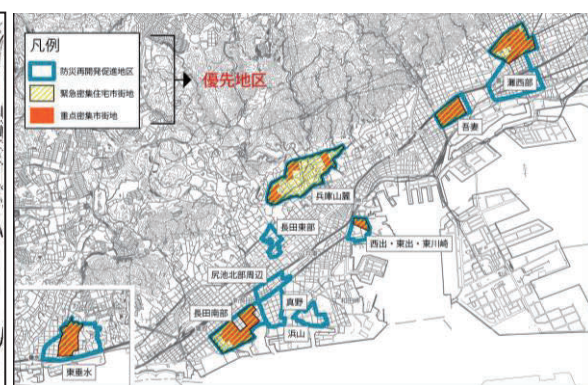 凡例
防災再開発促進地区
緊急密集住宅市街地
重点密集市街地
優先地区
灘西部
吾妻
兵庫山麓
長田東部
西出・東出・東川崎
尻池北部周辺
真野
長田南部
浜山
東垂水